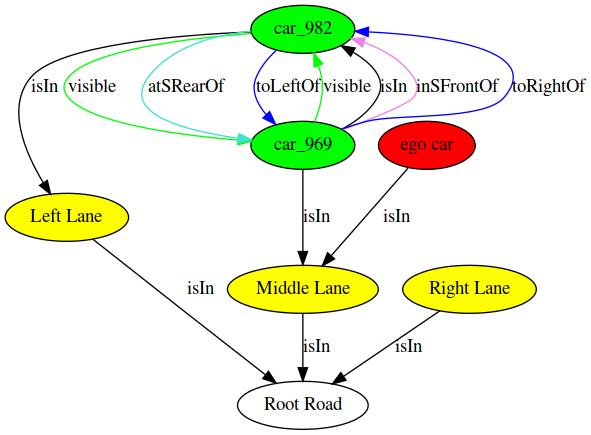 car_982
isIn visible atSRearOf toLeftOf visible isIn inSFrontOf toRightOf
car_969 ego car
Left Lane isIn isIn
isIn Middle Lane Right Lane
isIn isIn
Root Road